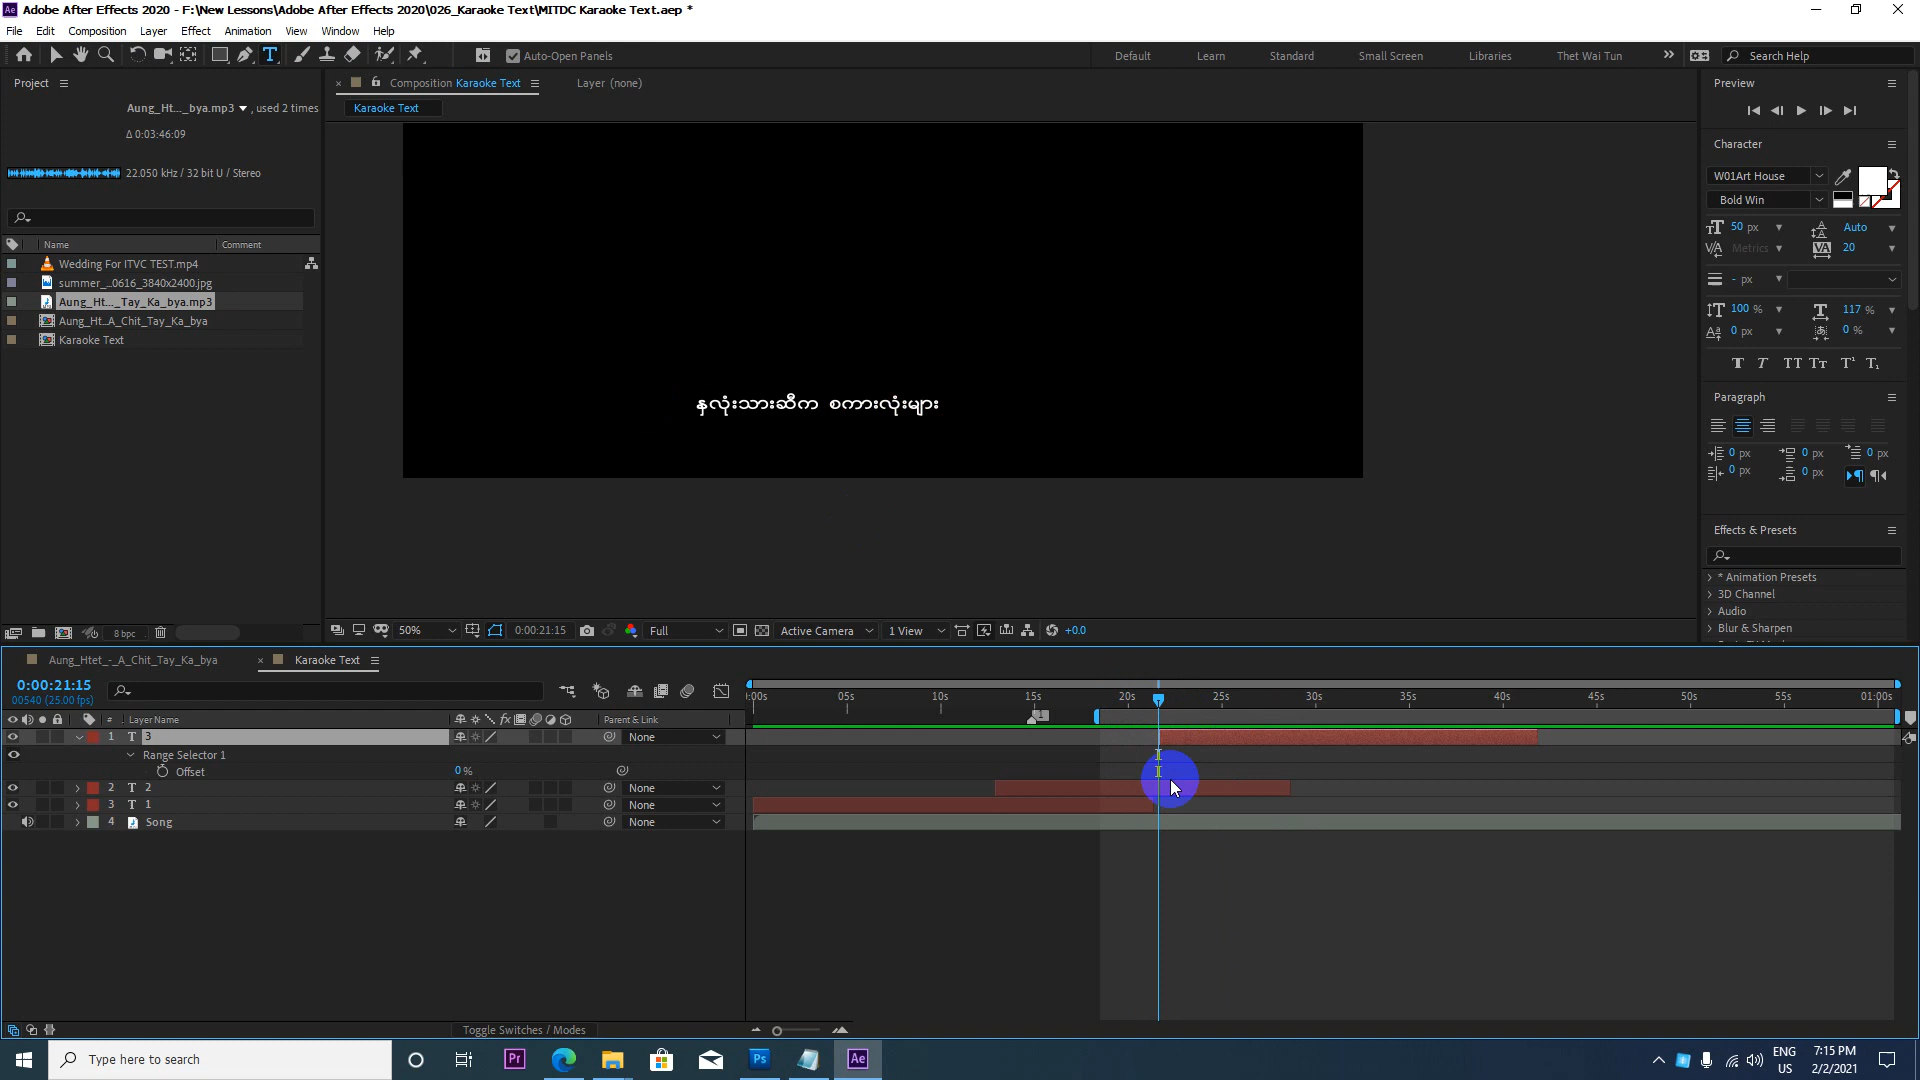 Adobe After Effects 2020 - F:\New Lessons\Adobe After Effects 2020\026_Karaoke Text\MITDC Karaoke Text.aep *
File Edit Composition Layer Effect Animation View Window Help
Auto-Open Panels Default Learn Standard Small Screen Libraries Thet Wai Tun Search Help
Project
Aung_Ht..._bya.mp3 , used 2 times
Δ 0:03:46:09
22.050 kHz / 32 bit U / Stereo
Name Comment
Wedding For ITVC TEST.mp4
summer_...0616_3840x2400.jpg
Aung_Ht..._Tay_Ka_bya.mp3
Aung_Ht..A_Chit_Tay_Ka_bya
Karaoke Text
8 bpc
Composition Karaoke Text Layer (none)
Karaoke Text
နှလုံးသားဆီက စကားလုံးများ
50% 0:00:21:15 Full Active Camera 1 View +0.0
Preview
Character
W01Art House
Bold Win
50 px Auto
Metrics 20
- px
100 % 117 %
0 px 0 %
Paragraph
0 px 0 px 0 px
0 px 0 px
Effects & Presets
* Animation Presets
3D Channel
Audio
Blur & Sharpen
Aung_Htet_-_A_Chit_Tay_Ka_bya Karaoke Text
0:00:21:15
00540 (25.00 fps)
:00s 05s 10s 15s 20s 25s 30s 35s 40s 45s 50s 55s 01:00s
1
# Layer Name Parent & Link
1 T 3 None
Range Selector 1
Offset 0 %
2 T 2 None
3 T 1 None
4 Song None
Toggle Switches / Modes
Type here to search
Pr Ps Ae
ENG 7:15 PM
US 2/2/2021